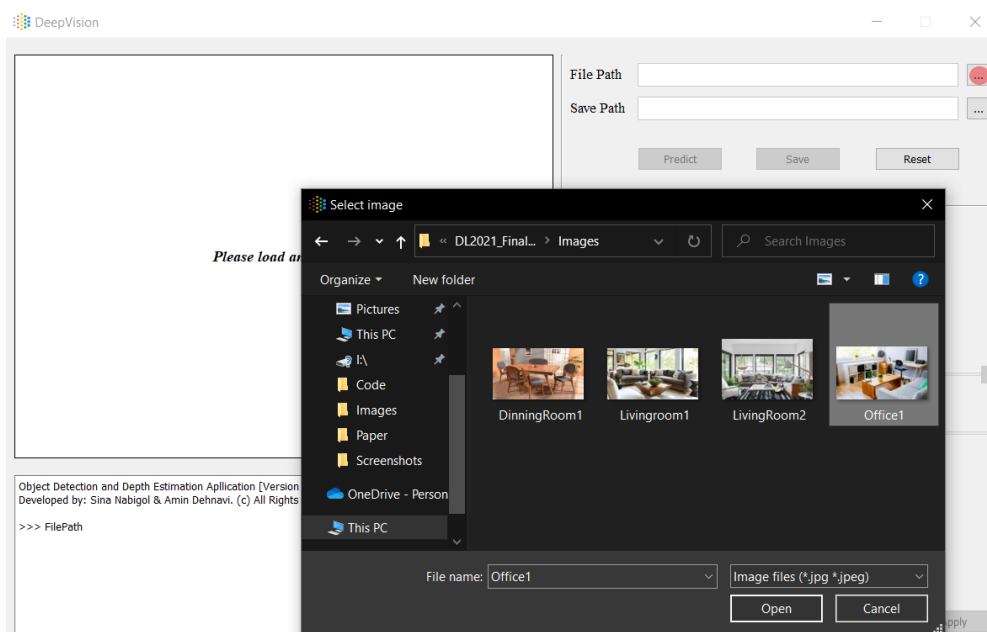 DeepVision
File Path
...
Save Path
...
Predict Save Reset
Please load an
Select image
« DL2021_Final... > Images
Search Images
Organize New folder
Pictures
This PC
I:\
Code
Images
Paper
Screenshots
OneDrive - Person
This PC
DinningRoom1 Livingroom1 LivingRoom2 Office1
File name: Office1 Image files (*.jpg *.jpeg)
Open Cancel
Object Detection and Depth Estimation Apllication [Version
Developed by: Sina Nabigol & Amin Dehnavi. (c) All Rights
>>> FilePath
pply